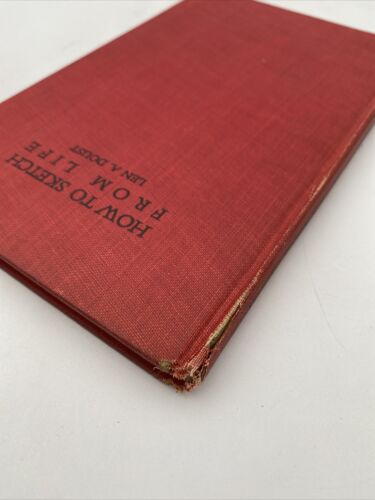 HOW TO SKETCH
FROM LIFE
LEN A. DOUST